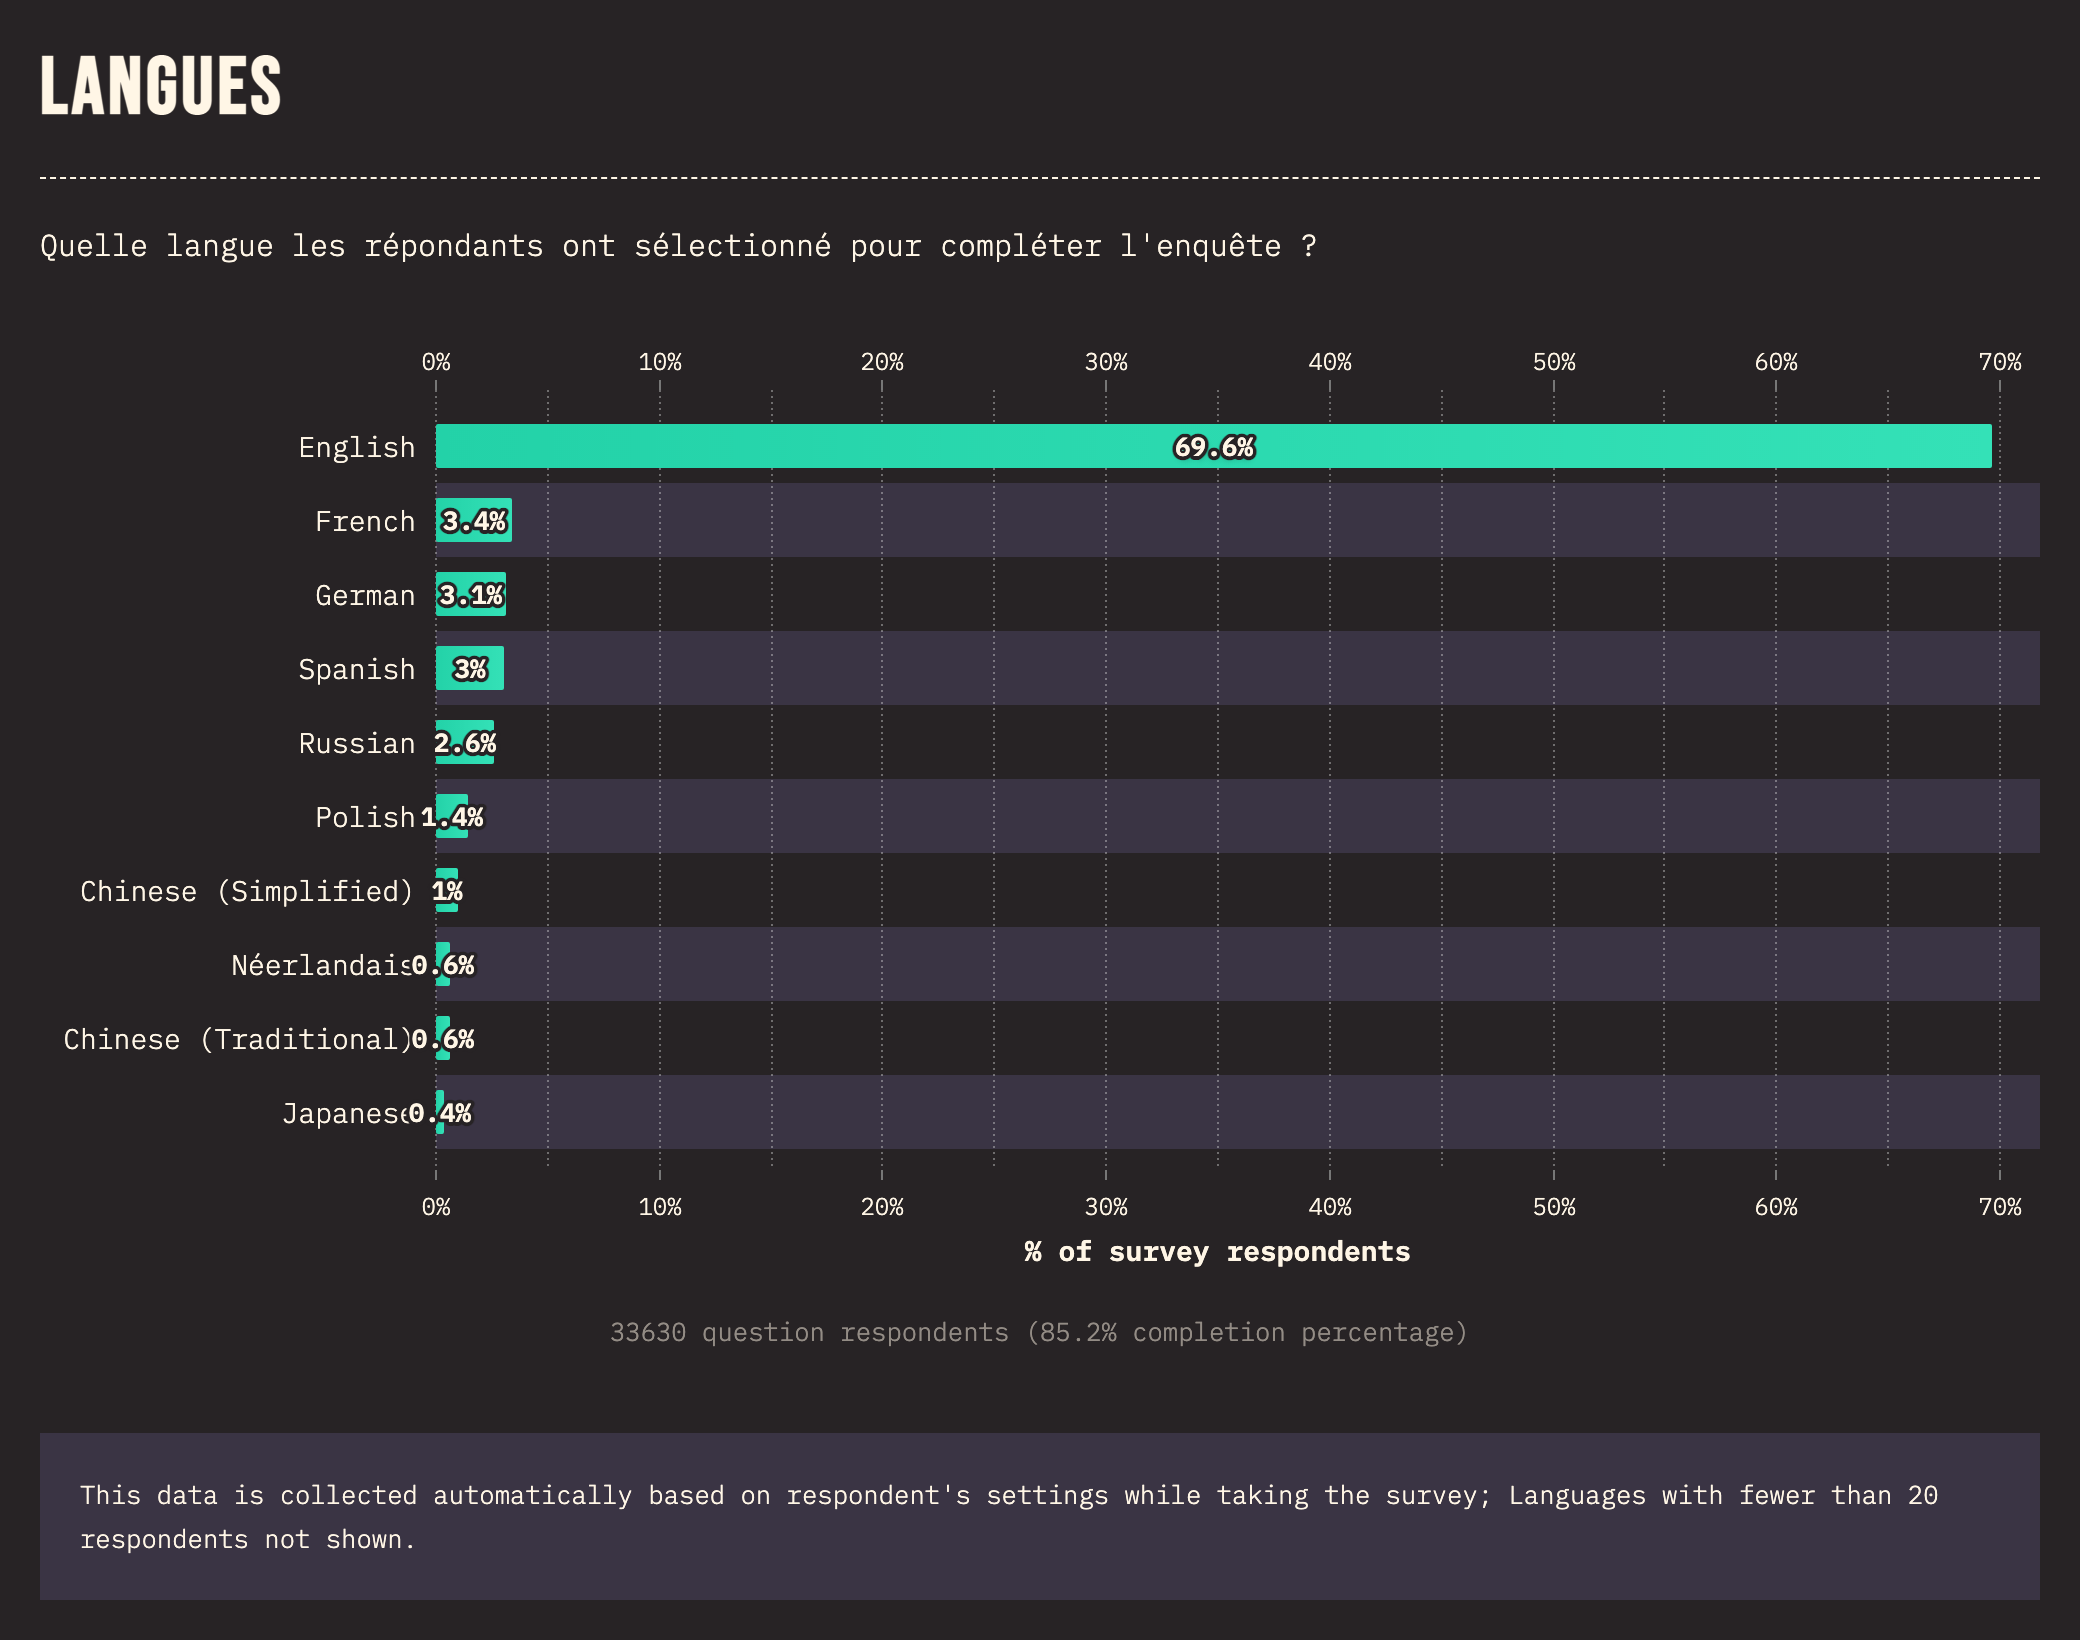 LANGUES
Quelle langue les répondants ont sélectionné pour compléter l'enquête ?
0% 10% 20% 30% 40% 50% 60% 70%
English 69.6%
French 3.4%
German 3.1%
Spanish 3%
Russian 2.6%
Polish 1.4%
Chinese (Simplified) 1%
Néerlandais 0.6%
Chinese (Traditional) 0.6%
Japanese 0.4%
0% 10% 20% 30% 40% 50% 60% 70%
% of survey respondents
33630 question respondents (85.2% completion percentage)
This data is collected automatically based on respondent's settings while taking the survey; Languages with fewer than 20
respondents not shown.